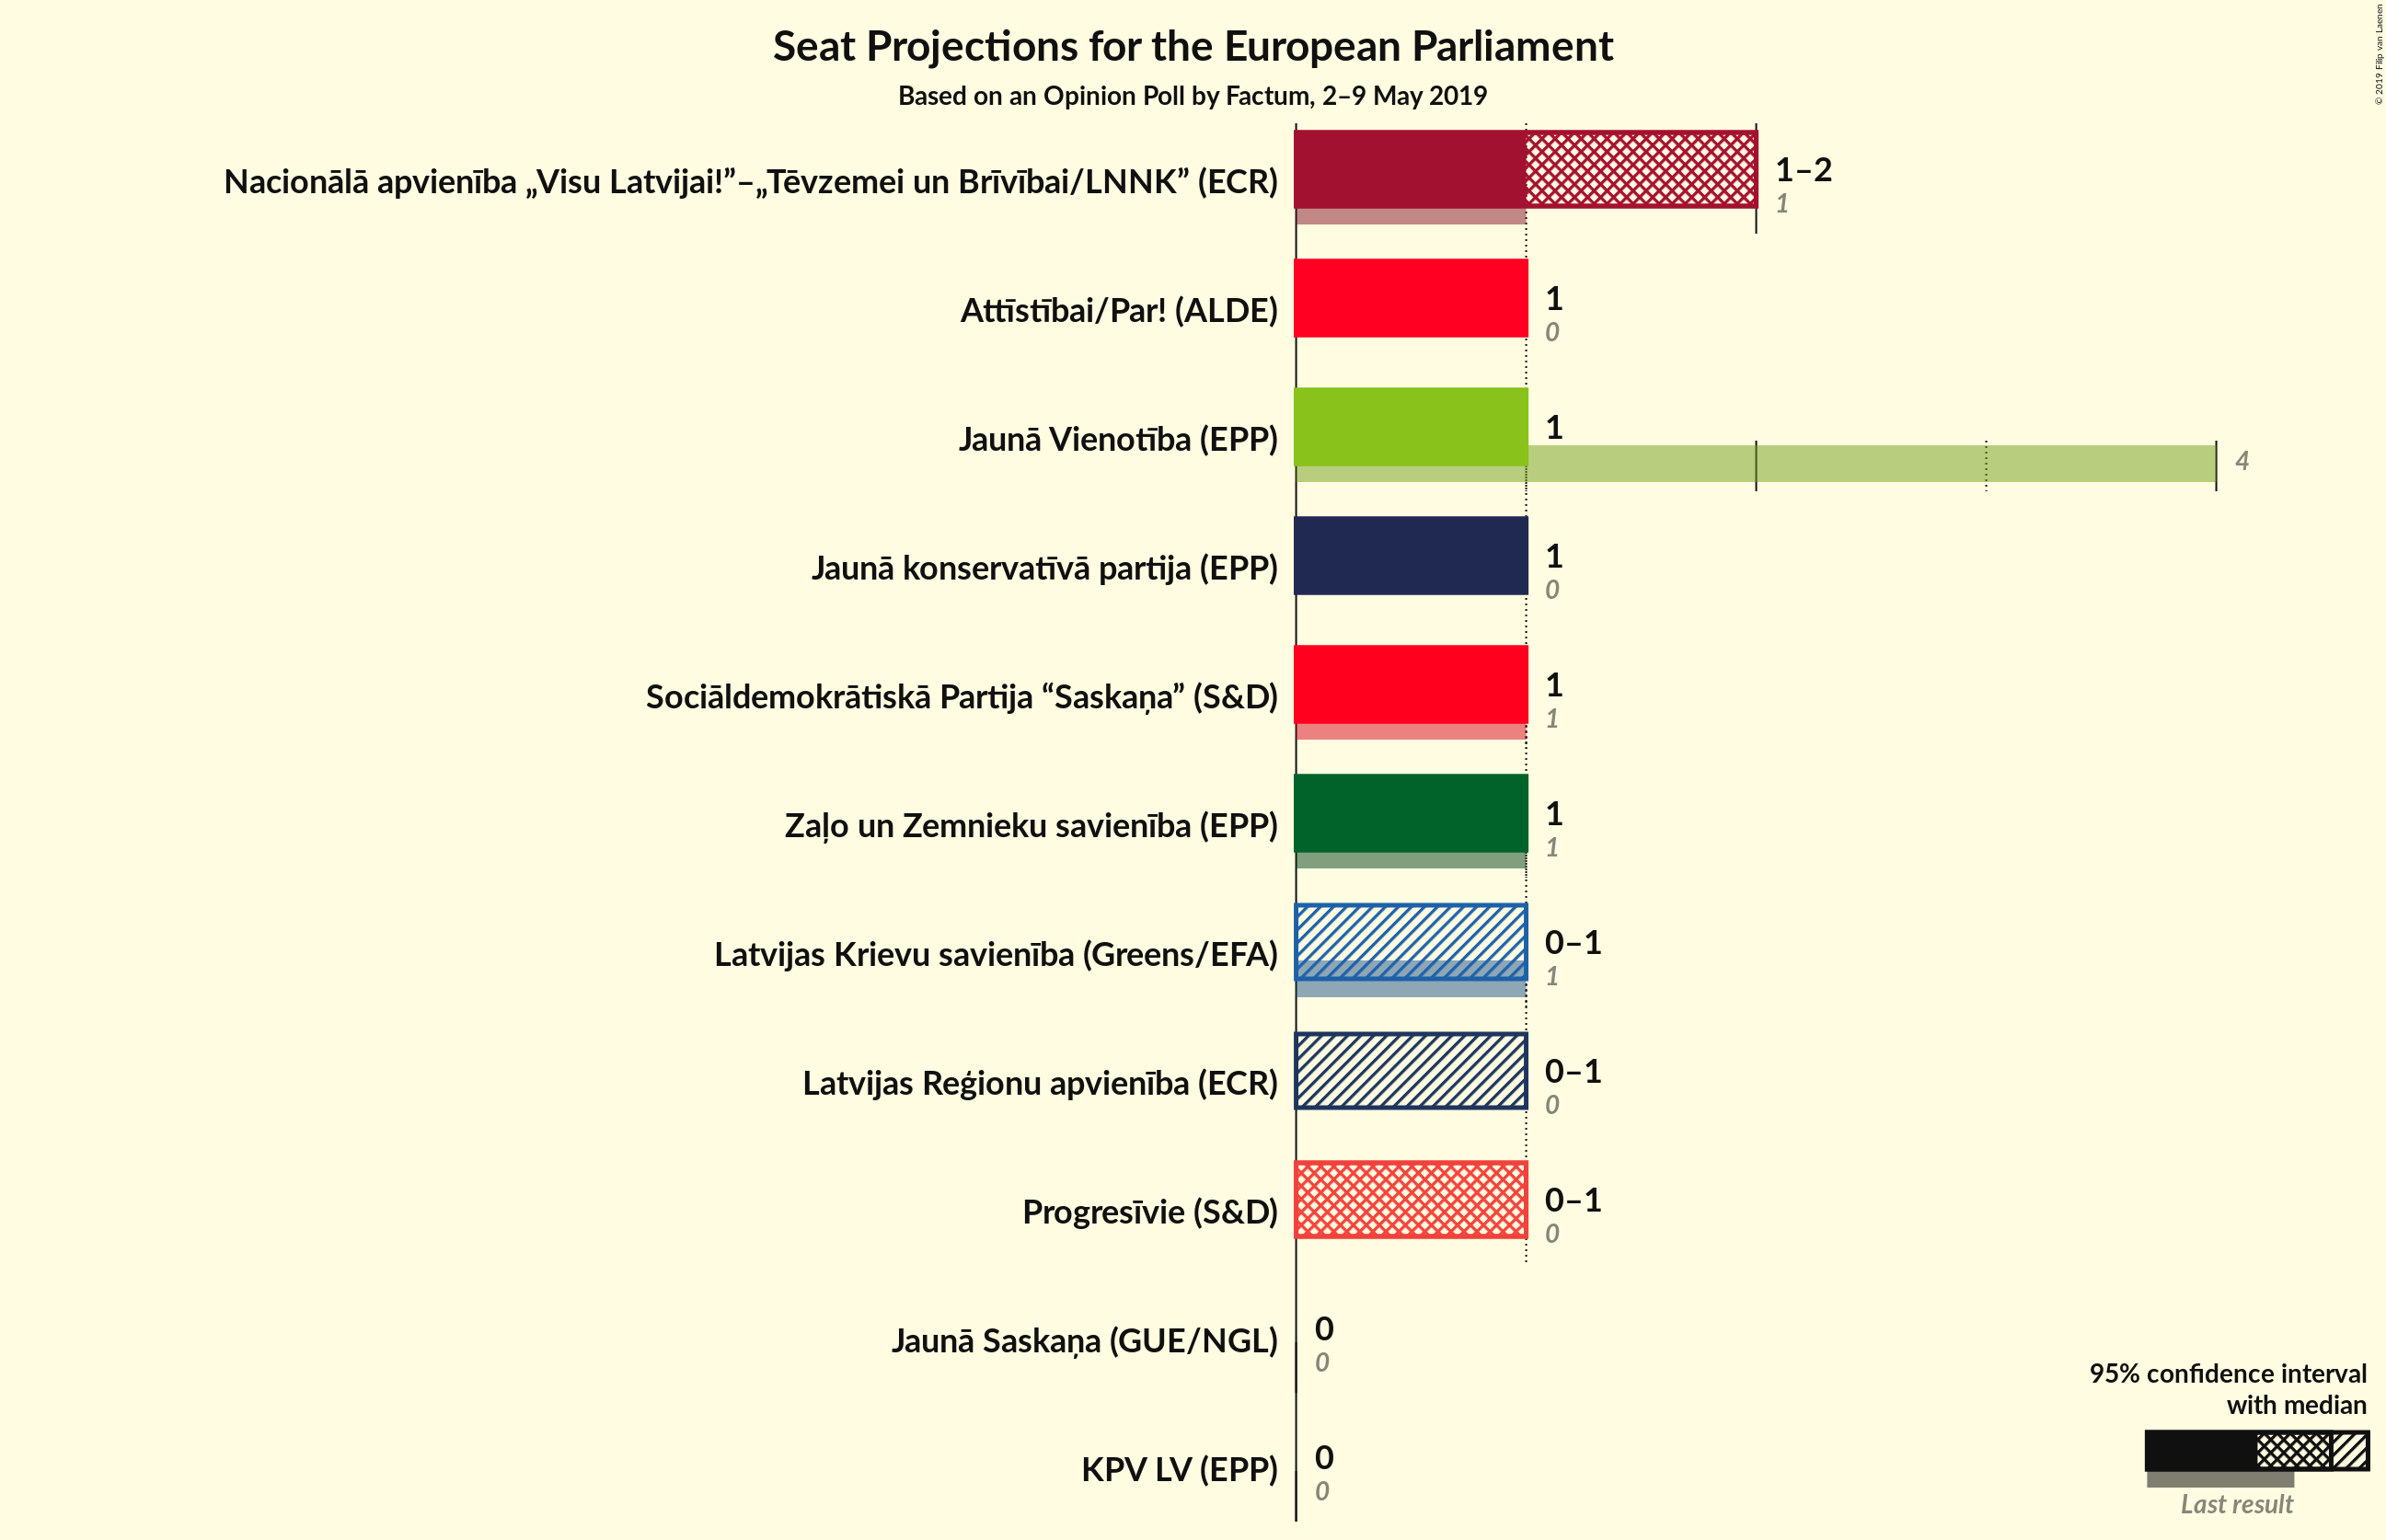 Seat Projections for the European Parliament
Based on an Opinion Poll by Factum, 2–9 May 2019
© 2019 Filip van Laenen
Nacionālā apvienība „Visu Latvijai!”–„Tēvzemei un Brīvībai/LNNK” (ECR)
1–2
1
Attīstībai/Par! (ALDE)
1
0
Jaunā Vienotība (EPP)
1
4
Jaunā konservatīvā partija (EPP)
1
0
Sociāldemokrātiskā Partija “Saskaņa” (S&D)
1
1
Zaļo un Zemnieku savienība (EPP)
1
1
Latvijas Krievu savienība (Greens/EFA)
0–1
1
Latvijas Reģionu apvienība (ECR)
0–1
0
Progresīvie (S&D)
0–1
0
Jaunā Saskaņa (GUE/NGL)
0
0
KPV LV (EPP)
0
0
95% confidence interval
with median
Last result